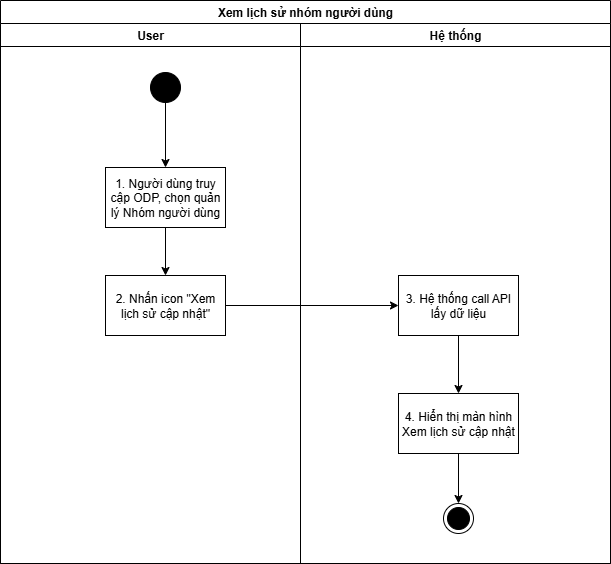 Xem lịch sử nhóm người dùng
User
Hệ thống
1. Người dùng truy
cập ODP, chọn quản
lý Nhóm người dùng
2. Nhấn icon "Xem
lịch sử cập nhật"
3. Hệ thống call API
lấy dữ liệu
4. Hiển thị màn hình
Xem lịch sử cập nhật